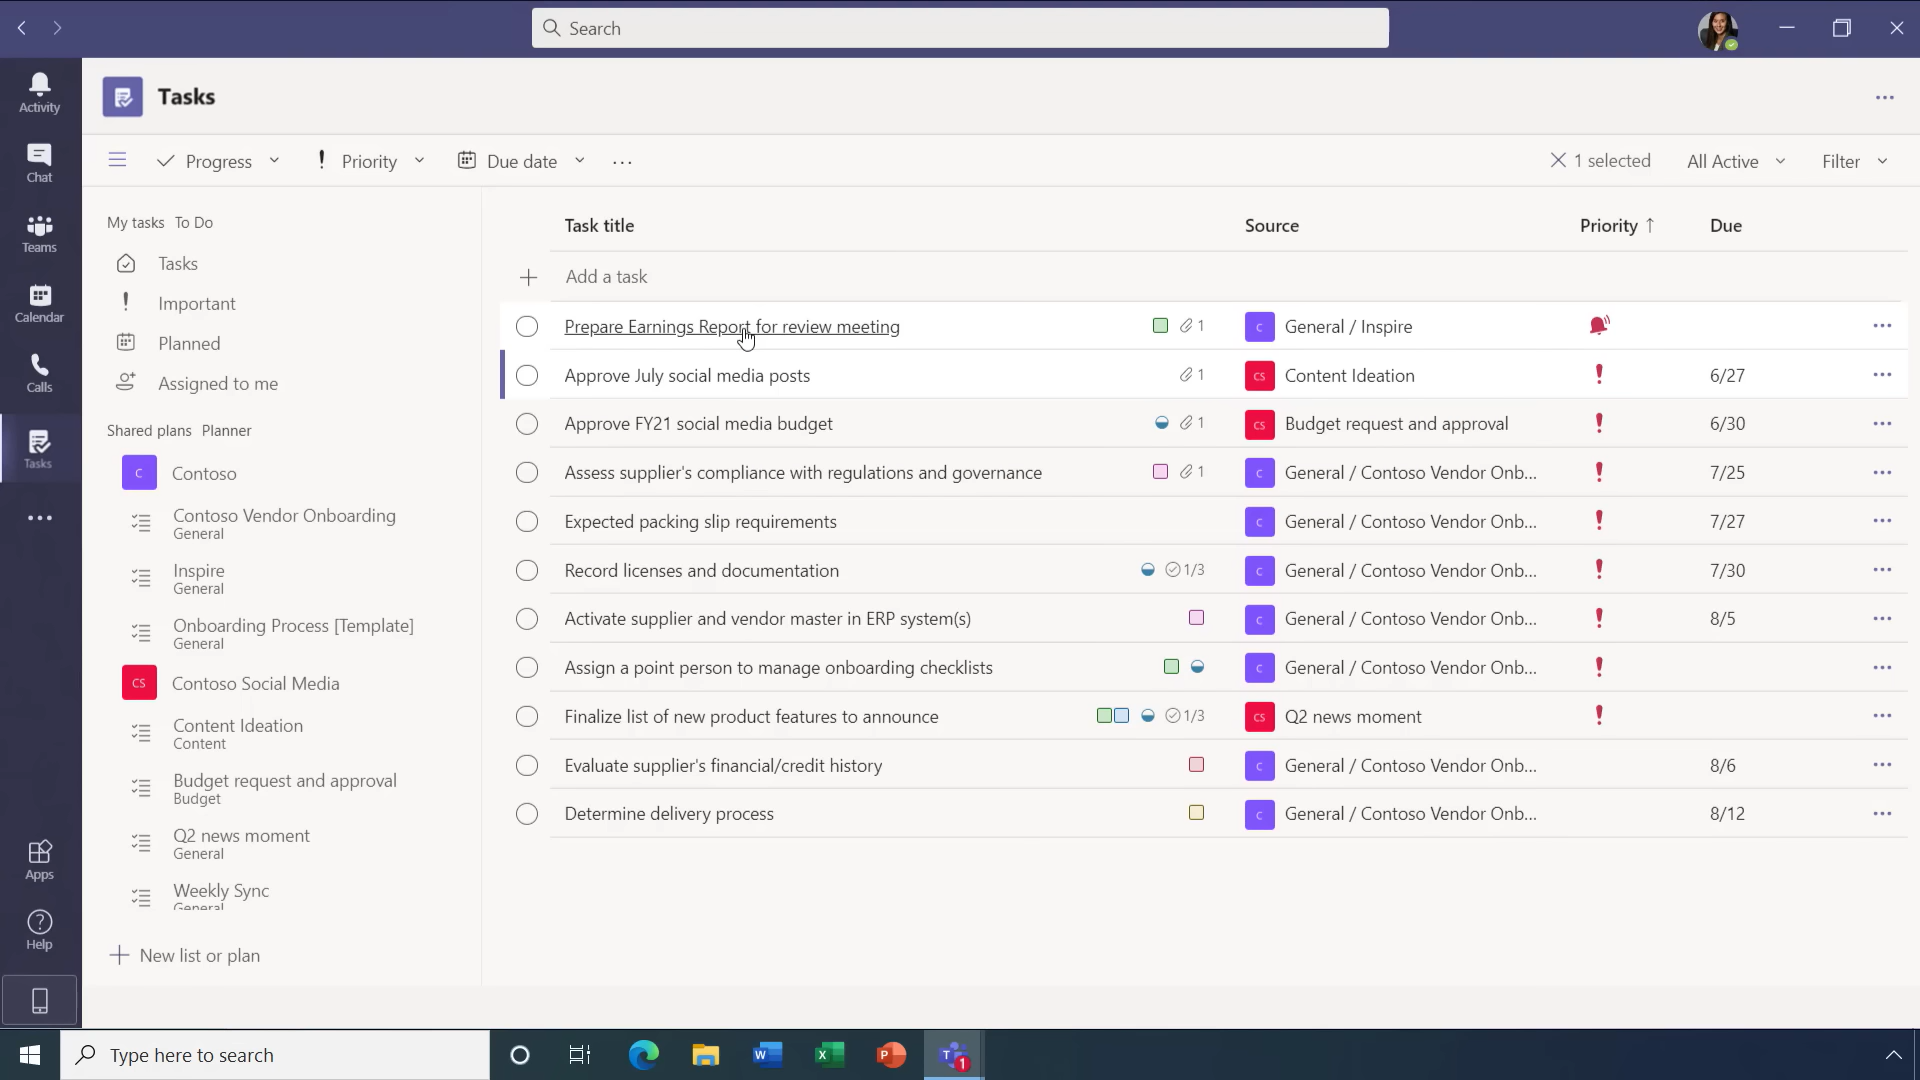 Search
Activity
Chat
Teams
Calendar
Calls
Tasks
Apps
Help
Tasks
Progress
Priority
Due date
1 selected
All Active
Filter
My tasks To Do
Tasks
Important
Planned
Assigned to me
Shared plans Planner
C Contoso
Contoso Vendor Onboarding
General
Inspire
General
Onboarding Process [Template]
General
CS Contoso Social Media
Content Ideation
Content
Budget request and approval
Budget
Q2 news moment
General
Weekly Sync
General
New list or plan
Task title Source Priority ↑ Due
Add a task
Prepare Earnings Report for review meeting 1 C General / Inspire
Approve July social media posts 1 CS Content Ideation ! 6/27
Approve FY21 social media budget 1 CS Budget request and approval ! 6/30
Assess supplier's compliance with regulations and governance 1 C General / Contoso Vendor Onb... ! 7/25
Expected packing slip requirements C General / Contoso Vendor Onb... ! 7/27
Record licenses and documentation 1/3 C General / Contoso Vendor Onb... ! 7/30
Activate supplier and vendor master in ERP system(s) C General / Contoso Vendor Onb... ! 8/5
Assign a point person to manage onboarding checklists C General / Contoso Vendor Onb... !
Finalize list of new product features to announce 1/3 CS Q2 news moment !
Evaluate supplier's financial/credit history C General / Contoso Vendor Onb... 8/6
Determine delivery process C General / Contoso Vendor Onb... 8/12
Type here to search
W
X
P
T
1